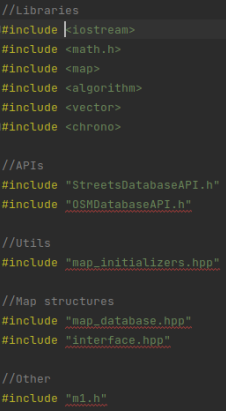 //Libraries
#include <iostream>
#include <math.h>
#include <map>
#include <algorithm>
#include <vector>
#include <chrono>
//APIs
#include "StreetsDatabaseAPI.h"
#include "OSMDatabaseAPI.h"
//Utils
#include "map_initializers.hpp"
//Map structures
#include "map_database.hpp"
#include "interface.hpp"
//Other
#include "m1.h"